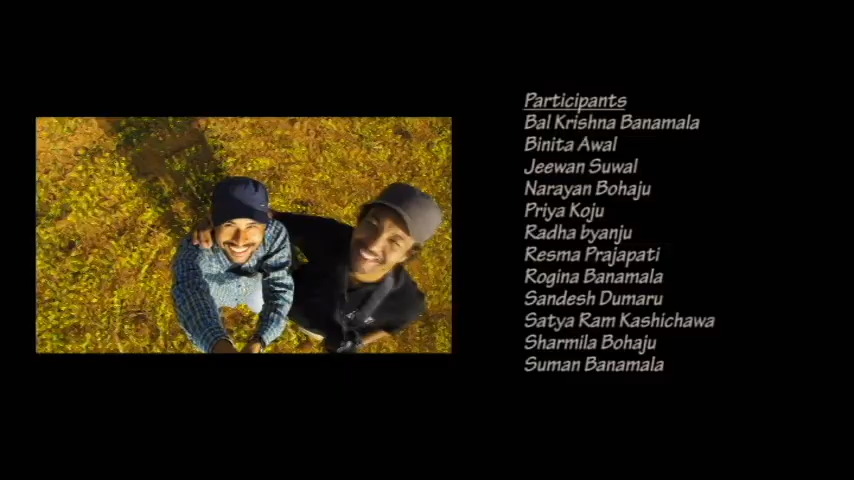 Participants
Bal Krishna Banamala
Binita Awal
Jeewan Suwal
Narayan Bohaju
Priya Koju
Radha byanju
Resma Prajapati
Rogina Banamala
Sandesh Dumaru
Satya Ram Kashichawa
Sharmila Bohaju
Suman Banamala